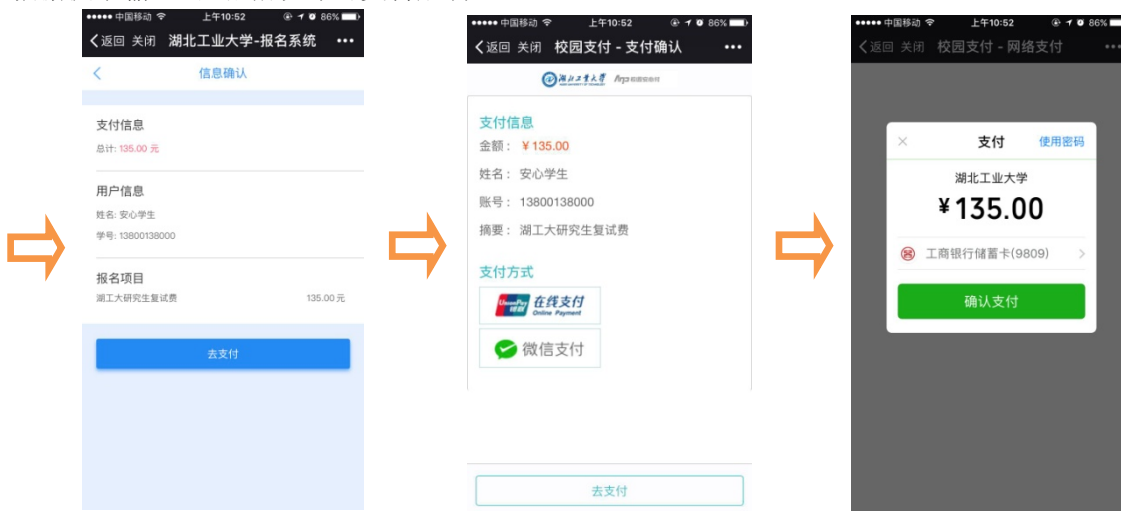 中国移动 上午10:52 86%
返回 关闭 湖北工业大学-报名系统
信息确认
支付信息
总计: 135.00 元
用户信息
姓名: 安心学生
学号: 13800138000
报名项目
湖工大研究生复试费 135.00 元
去支付
中国移动 上午10:52 86%
返回 关闭 校园支付 - 支付确认
湖北工业大学
支付信息
金额： ¥ 135.00
姓名： 安心学生
账号： 13800138000
摘要： 湖工大研究生复试费
支付方式
UnionPay 银联 在线支付
Online Payment
微信支付
去支付
中国移动 上午10:52 86%
返回 关闭 校园支付 - 网络支付
支付 使用密码
湖北工业大学
¥135.00
工商银行储蓄卡(9809)
确认支付